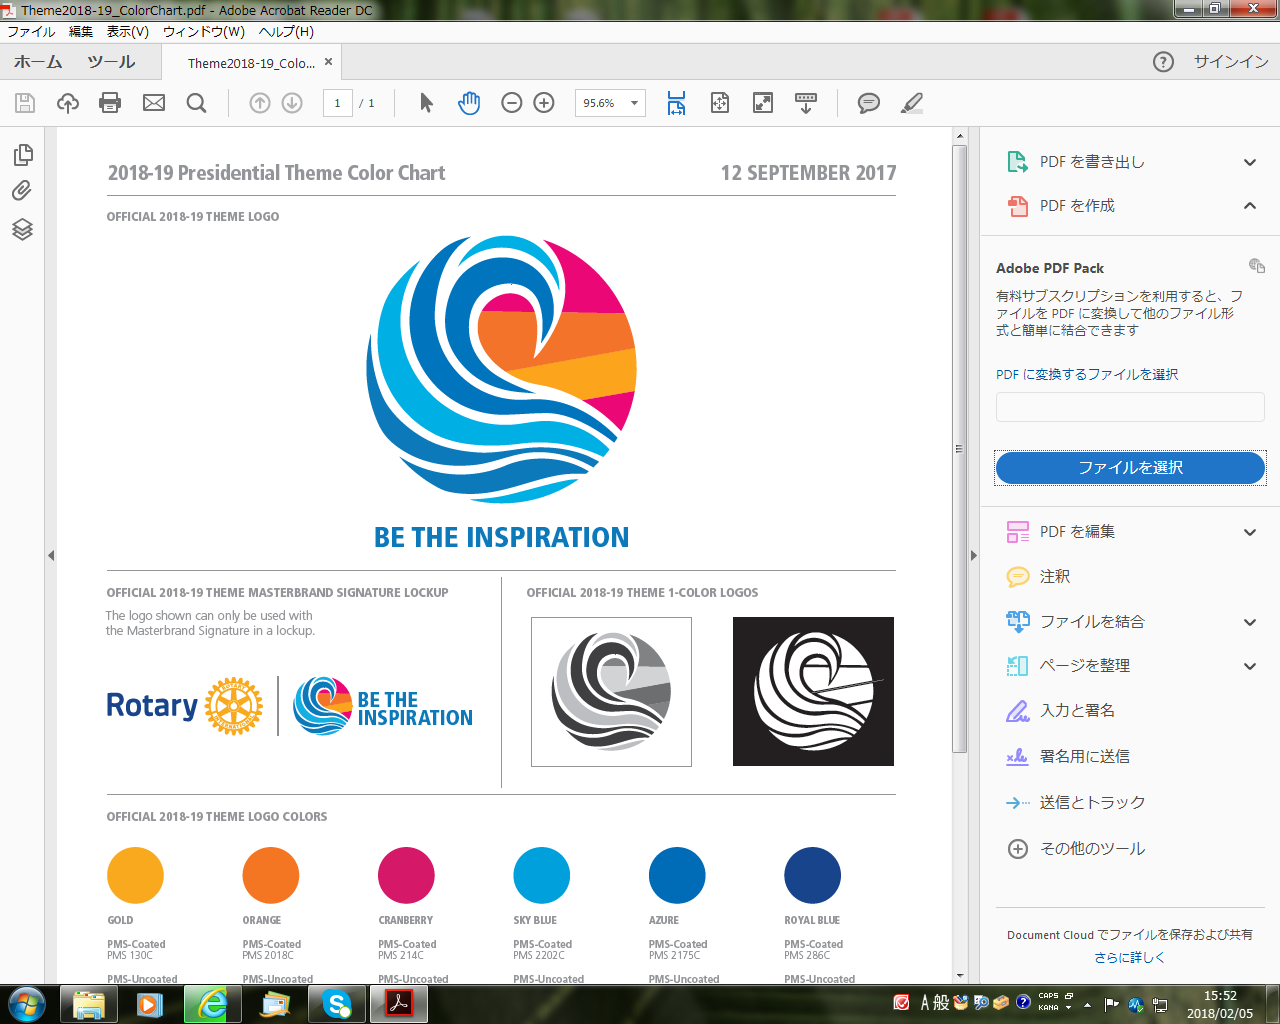 Theme2018-19_ColorChart.pdf - Adobe Acrobat Reader DC
ファイル 編集 表示(V) ウィンドウ(W) ヘルプ(H)
ホーム ツール Theme2018-19_Colo... × ? サインイン
1 / 1 95.6%
2018-19 Presidential Theme Color Chart 12 SEPTEMBER 2017
OFFICIAL 2018-19 THEME LOGO
BE THE INSPIRATION
OFFICIAL 2018-19 THEME MASTERBRAND SIGNATURE LOCKUP
The logo shown can only be used with
the Masterbrand Signature in a lockup.
Rotary
ROTARY
INTERNATIONAL
BE THE
INSPIRATION
OFFICIAL 2018-19 THEME 1-COLOR LOGOS
OFFICIAL 2018-19 THEME LOGO COLORS
GOLD ORANGE CRANBERRY SKY BLUE AZURE ROYAL BLUE
PMS-Coated PMS-Coated PMS-Coated PMS-Coated PMS-Coated PMS-Coated
PMS 130C PMS 2018C PMS 214C PMS 2202C PMS 2175C PMS 286C
PMS-Uncoated PMS-Uncoated PMS-Uncoated PMS-Uncoated PMS-Uncoated PMS-Uncoated
PDF を書き出し
PDF を作成
Adobe PDF Pack
有料サブスクリプションを利用すると、フ
ァイルを PDF に変換して他のファイル形
式と簡単に結合できます
PDF に変換するファイルを選択
ファイルを選択
PDF を編集
注釈
ファイルを結合
ページを整理
入力と署名
署名用に送信
送信とトラック
その他のツール
Document Cloud でファイルを保存および共有
さらに詳しく
A 般 CAPS
KANA
15:52
2018/02/05